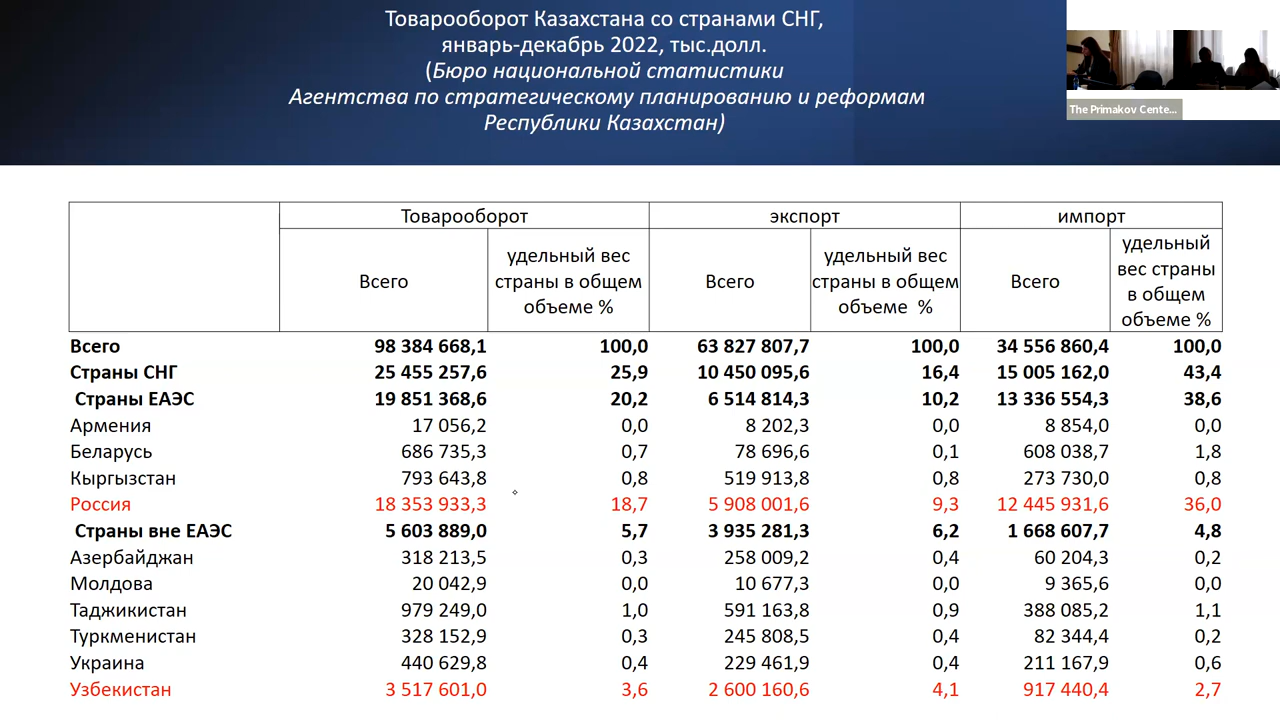 Товарооборот Казахстана со странами СНГ,
январь-декабрь 2022, тыс.долл.
(Бюро национальной статистики
Агентства по стратегическому планированию и реформам
Республики Казахстан)
The Primakov Cente...
Товарооборот экспорт импорт
Всего удельный вес страны в общем объеме % Всего удельный вес страны в общем объеме % Всего удельный вес страны в общем объеме %
Всего 98 384 668,1 100,0 63 827 807,7 100,0 34 556 860,4 100,0
Страны СНГ 25 455 257,6 25,9 10 450 095,6 16,4 15 005 162,0 43,4
Страны ЕАЭС 19 851 368,6 20,2 6 514 814,3 10,2 13 336 554,3 38,6
Армения 17 056,2 0,0 8 202,3 0,0 8 854,0 0,0
Беларусь 686 735,3 0,7 78 696,6 0,1 608 038,7 1,8
Кыргызстан 793 643,8 0,8 519 913,8 0,8 273 730,0 0,8
Россия 18 353 933,3 18,7 5 908 001,6 9,3 12 445 931,6 36,0
Страны вне ЕАЭС 5 603 889,0 5,7 3 935 281,3 6,2 1 668 607,7 4,8
Азербайджан 318 213,5 0,3 258 009,2 0,4 60 204,3 0,2
Молдова 20 042,9 0,0 10 677,3 0,0 9 365,6 0,0
Таджикистан 979 249,0 1,0 591 163,8 0,9 388 085,2 1,1
Туркменистан 328 152,9 0,3 245 808,5 0,4 82 344,4 0,2
Украина 440 629,8 0,4 229 461,9 0,4 211 167,9 0,6
Узбекистан 3 517 601,0 3,6 2 600 160,6 4,1 917 440,4 2,7